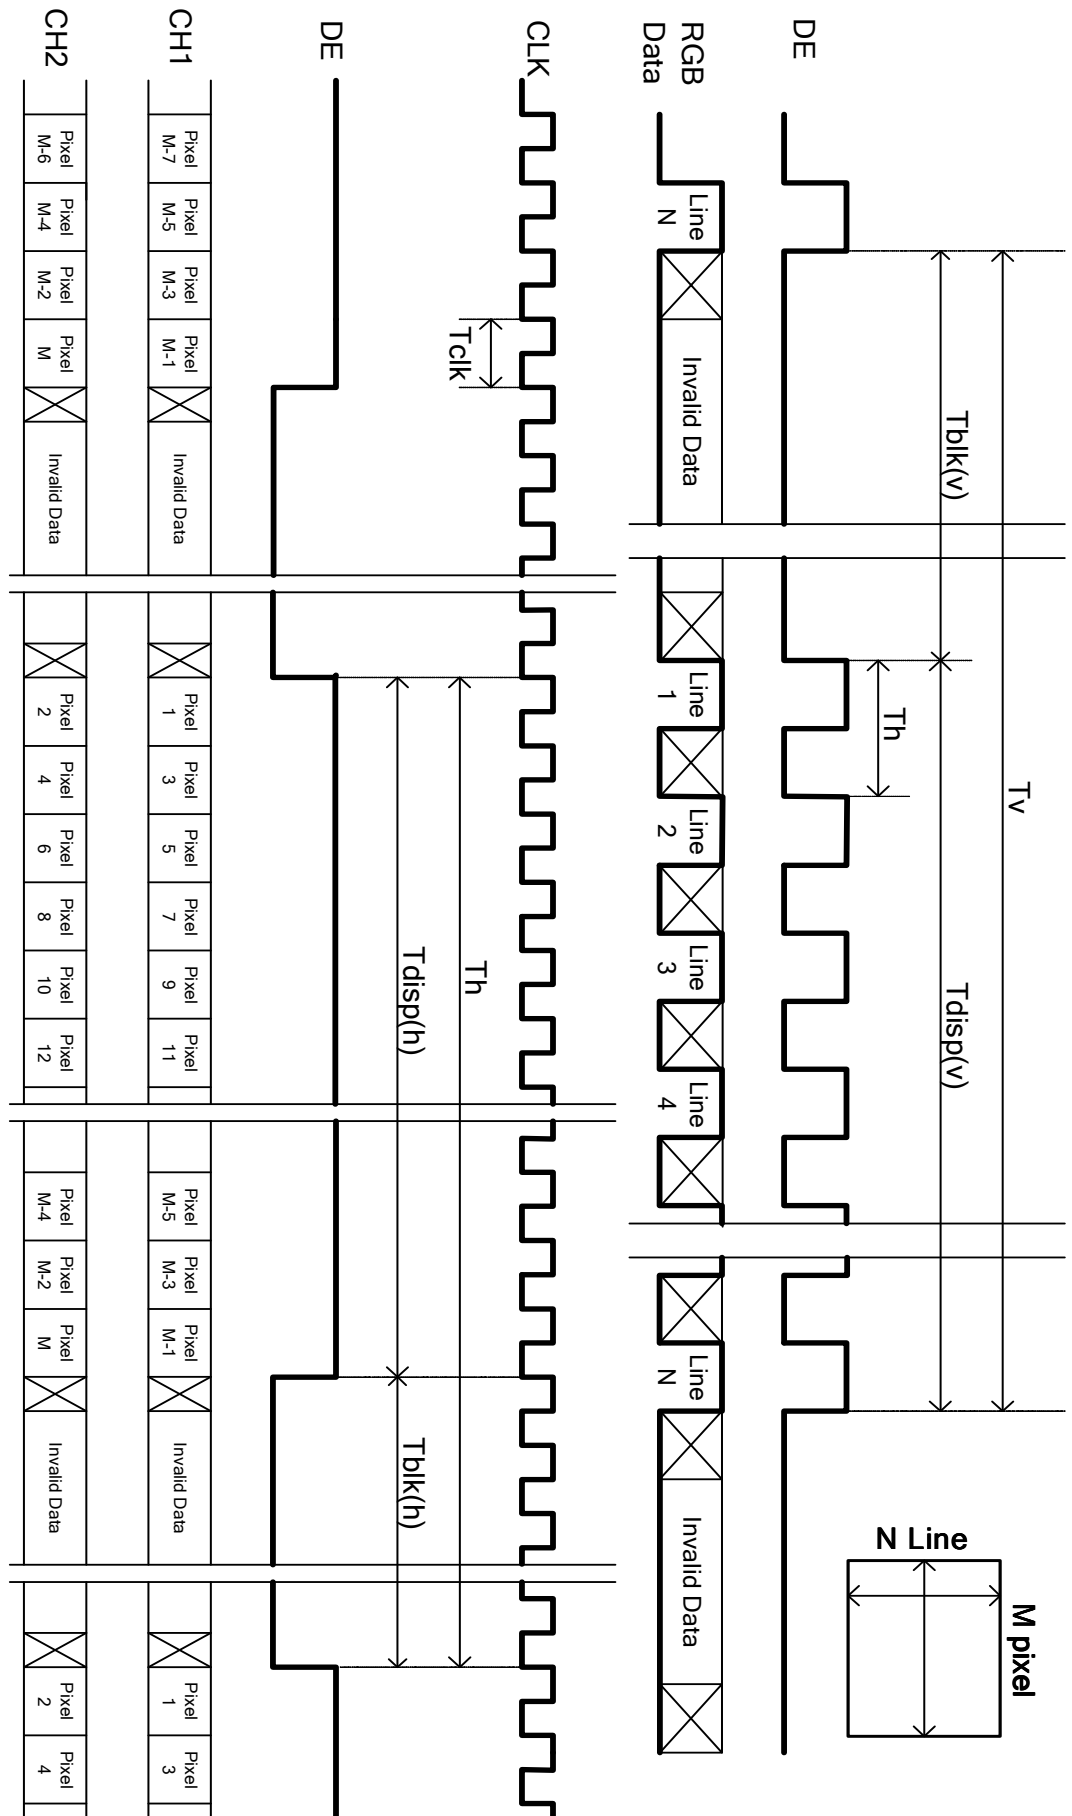 Tv
Tblk(v)
Tdisp(v)
Th
DE
RGB
Data
Line
N
Invalid Data
Line
1
Line
2
Line
3
Line
4
Line
N
Invalid Data
M pixel
N Line
CLK
Tclk
Th
Tdisp(h)
Tblk(h)
DE
CH1
Pixel
M-7
Pixel
M-5
Pixel
M-3
Pixel
M-1
Invalid Data
Pixel
1
Pixel
3
Pixel
5
Pixel
7
Pixel
9
Pixel
11
Pixel
M-5
Pixel
M-3
Pixel
M-1
Invalid Data
Pixel
1
Pixel
3
CH2
Pixel
M-6
Pixel
M-4
Pixel
M-2
Pixel
M
Invalid Data
Pixel
2
Pixel
4
Pixel
6
Pixel
8
Pixel
10
Pixel
12
Pixel
M-4
Pixel
M-2
Pixel
M
Invalid Data
Pixel
2
Pixel
4